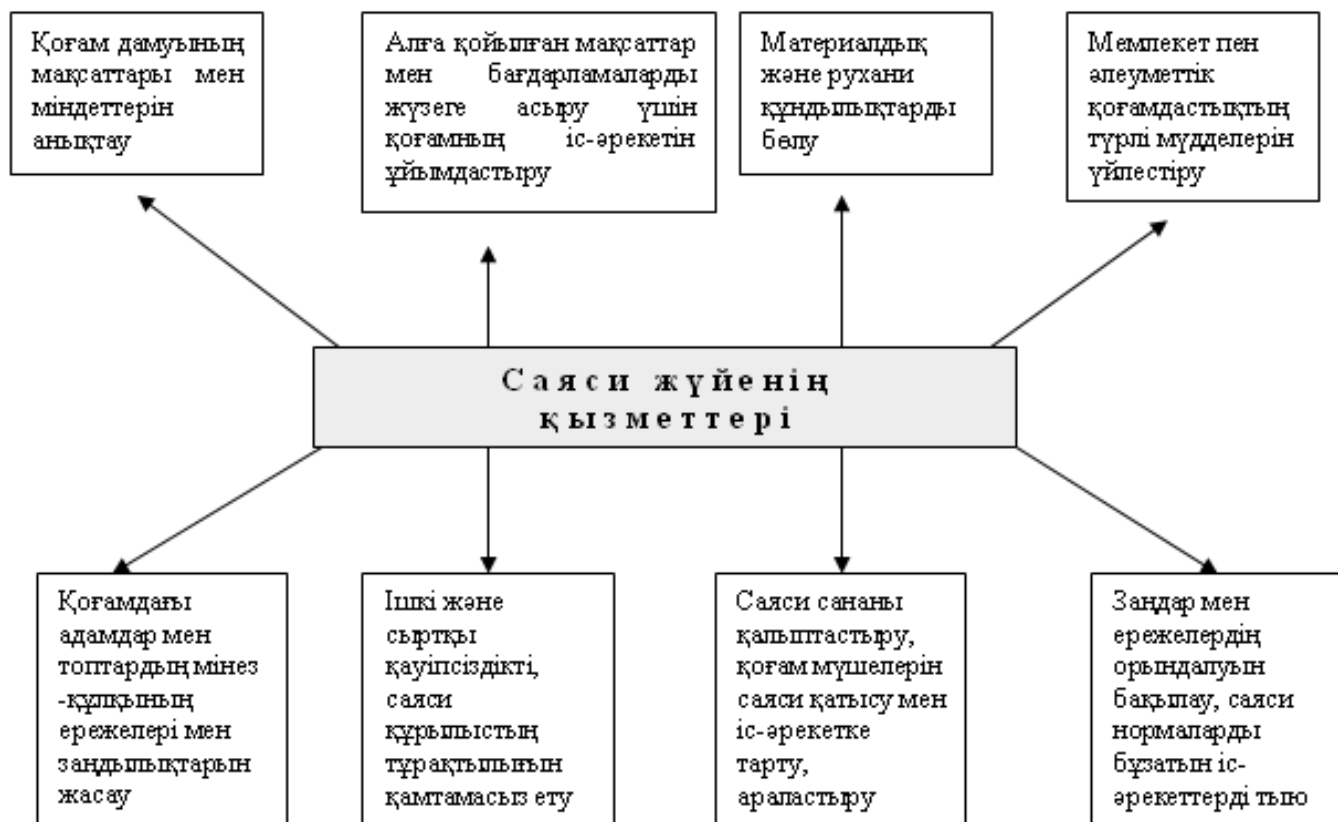 Қоғам дамуының
мақсаттары мен
міндеттерін
анықтау
Алға қойылған мақсаттар
мен бағдарламаларды
жүзеге асыру үшін
қоғамның іс-әрекетін
ұйымдастыру
Материалдық
және рухани
құндылықтарды
бөлу
Мемлекет пен
әлеуметтік
қоғамдастықтың
түрлі мүдделерін
үйлестіру
Саяси жүйенің
қызметтері
Қоғамдағы
адамдар мен
топтардың мінез
-құлқының
ережелері мен
заңдылықтарын
жасау
Ішкі және
сыртқы
қауіпсіздікті,
саяси
құрылыстың
тұрақтылығын
қамтамасыз ету
Саяси сананы
қалыптастыру,
қоғам мүшелерін
саяси қатысу мен
іс-әрекетке
тарту,
араластыру
Заңдар мен
ережелердің
орындалуын
бақылау, саяси
нормаларды
бұзатын іс-
әрекеттерді тыю